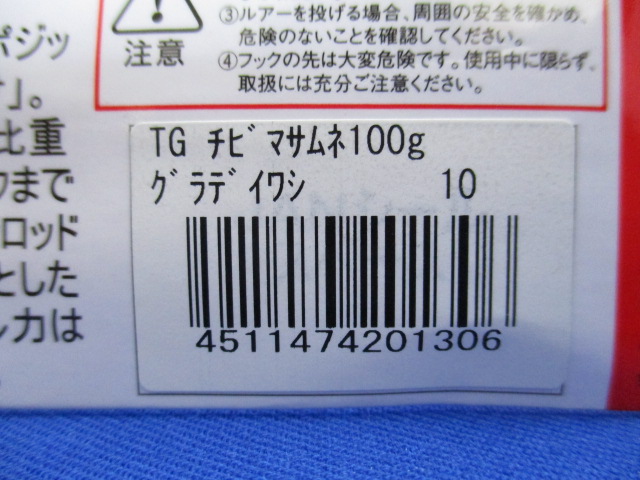 ポジッ
」。
比重
まで
ロッド
とした
力は
注意
③ルアーを投げる場合、周囲の安全を確かめ、
危険のないことを確認してください。
④フックの先は大変危険です。使用中に限らず、
取扱には充分ご注意ください。
TG ﾁﾋﾞﾏｻﾑﾈ100g
ｸﾞﾗﾃﾞｲﾜｼ 10
4511474201306